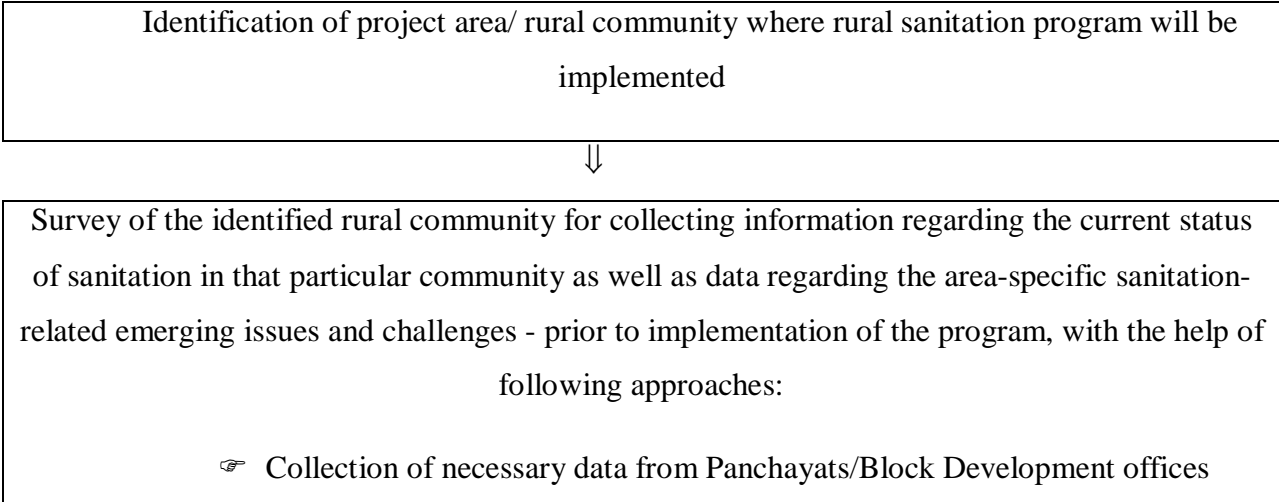 Identification of project area/ rural community where rural sanitation program will be
implemented
⇓
Survey of the identified rural community for collecting information regarding the current status
of sanitation in that particular community as well as data regarding the area-specific sanitation-
related emerging issues and challenges - prior to implementation of the program, with the help of
following approaches:
☞ Collection of necessary data from Panchayats/Block Development offices